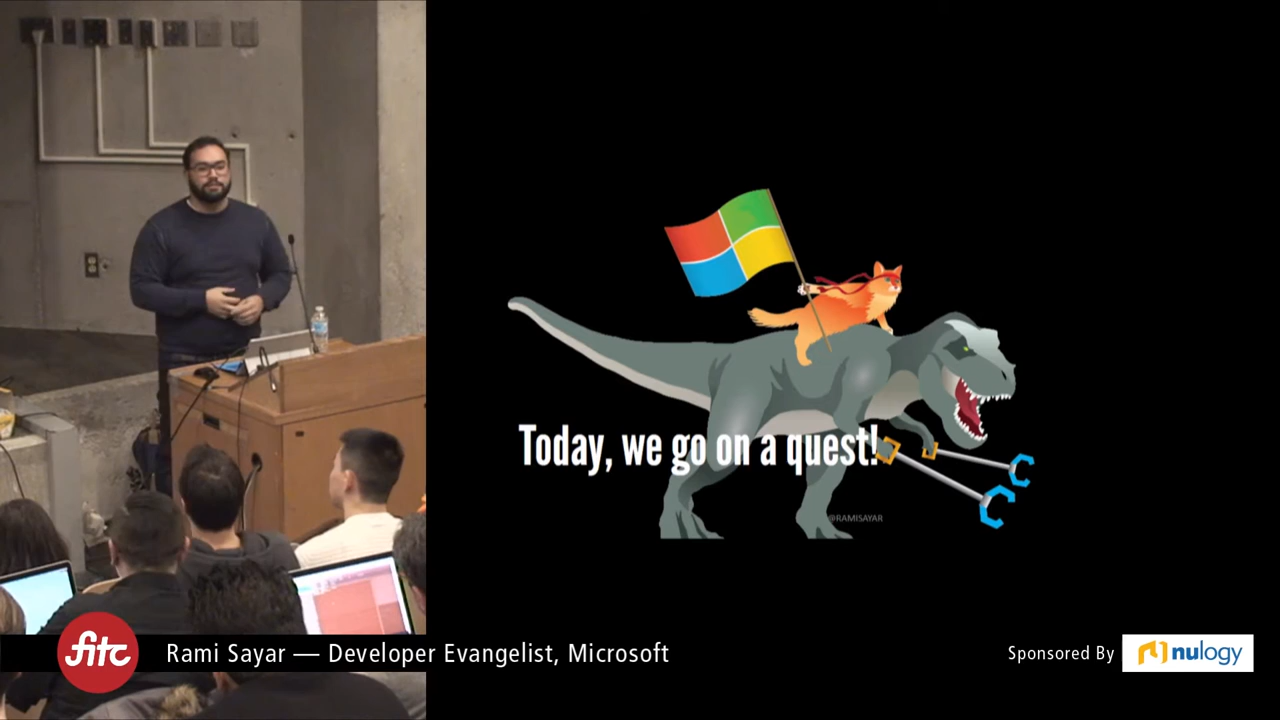 Today, we go on a quest!
@RAMISAYAR
fitc
Rami Sayar — Developer Evangelist, Microsoft
Sponsored By
nulogy